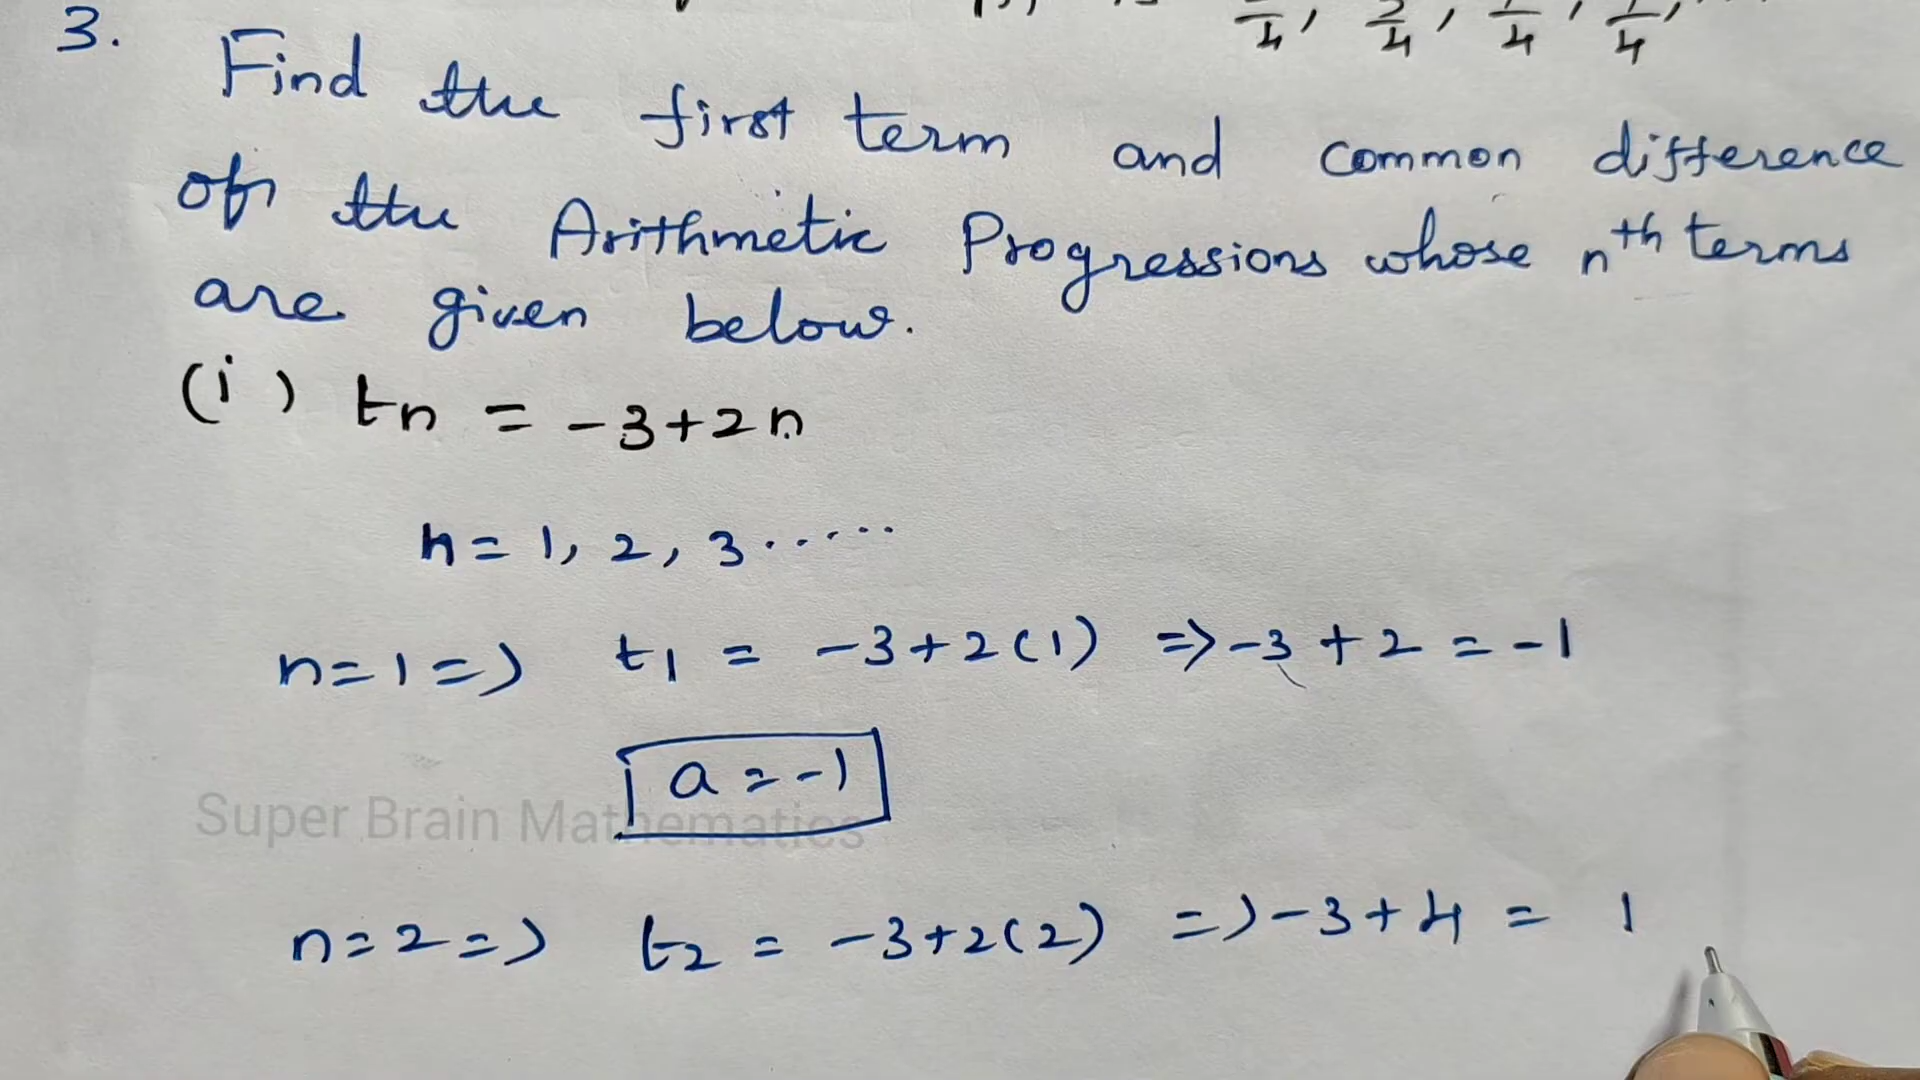 3.
Find the first term and common difference
of the Arithmetic Progressions whose nth terms
are given below.
(i) tn = -3+2n
n = 1, 2, 3 ......
n=1 => t1 = -3+2(1) => -3+2 = -1
a = -1
Super Brain Mathematics
n=2 => t2 = -3+2(2) => -3+4 = 1